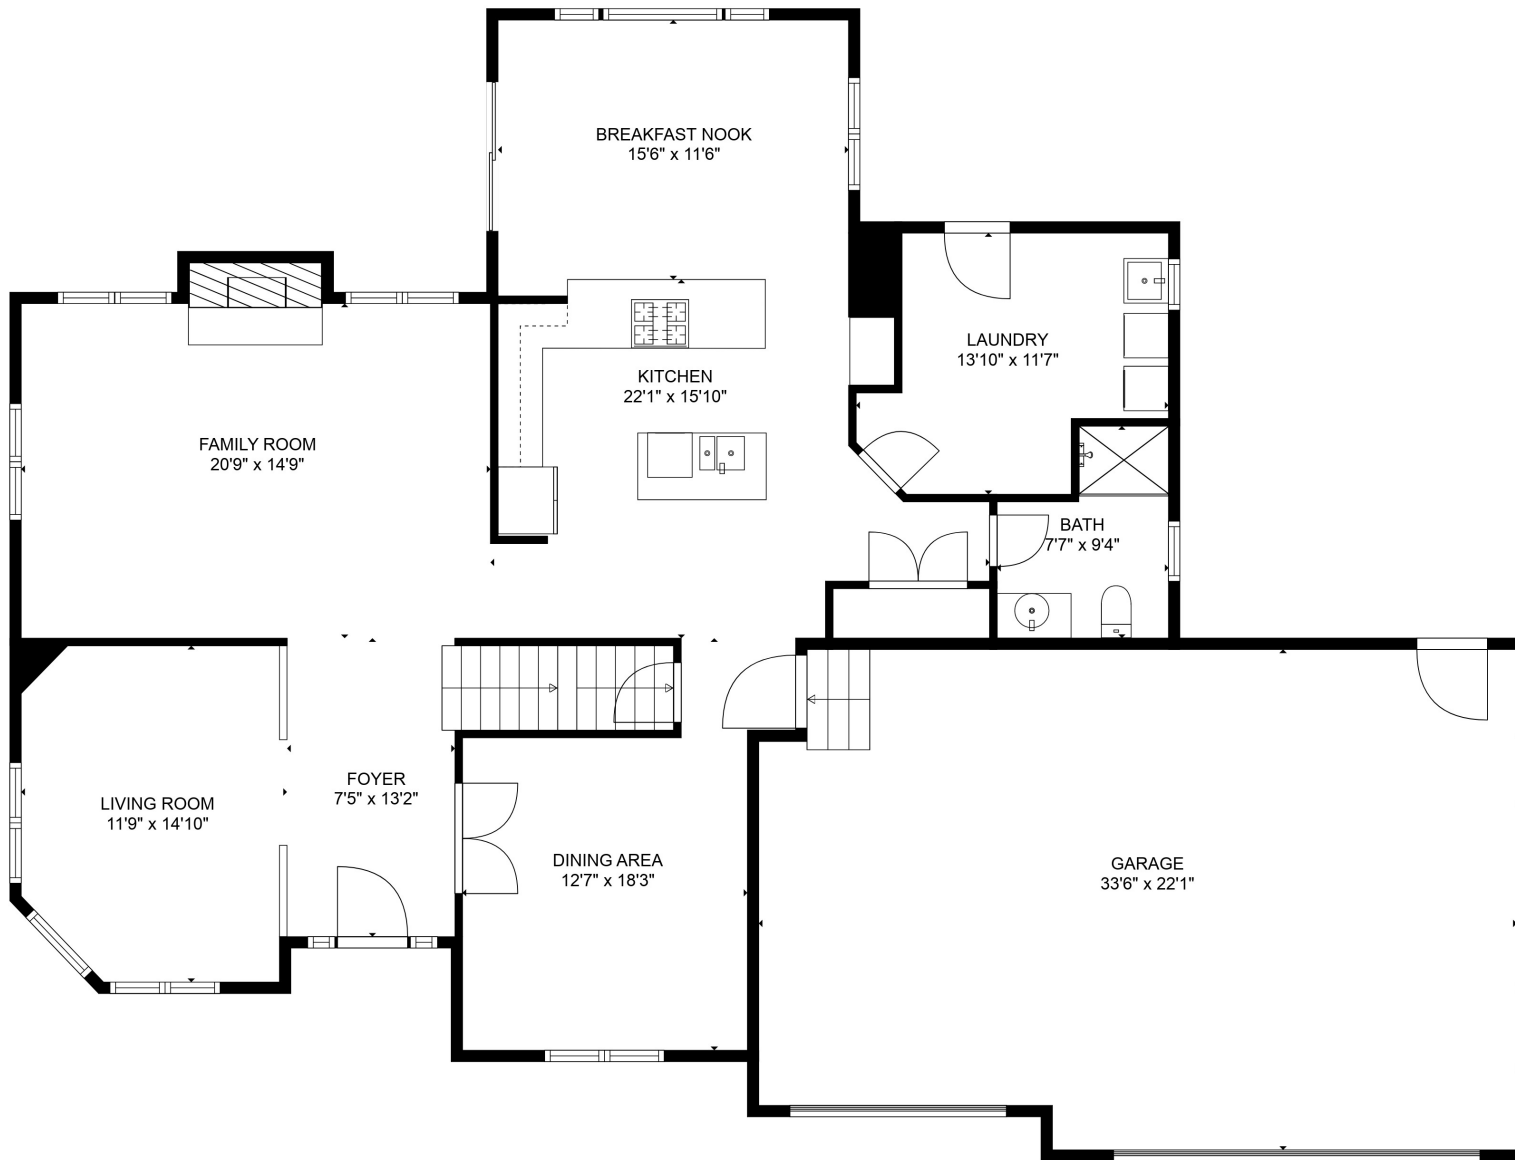 BREAKFAST NOOK
15'6" x 11'6"
LAUNDRY
13'10" x 11'7"
KITCHEN
22'1" x 15'10"
FAMILY ROOM
20'9" x 14'9"
BATH
7'7" x 9'4"
FOYER
7'5" x 13'2"
LIVING ROOM
11'9" x 14'10"
DINING AREA
12'7" x 18'3"
GARAGE
33'6" x 22'1"